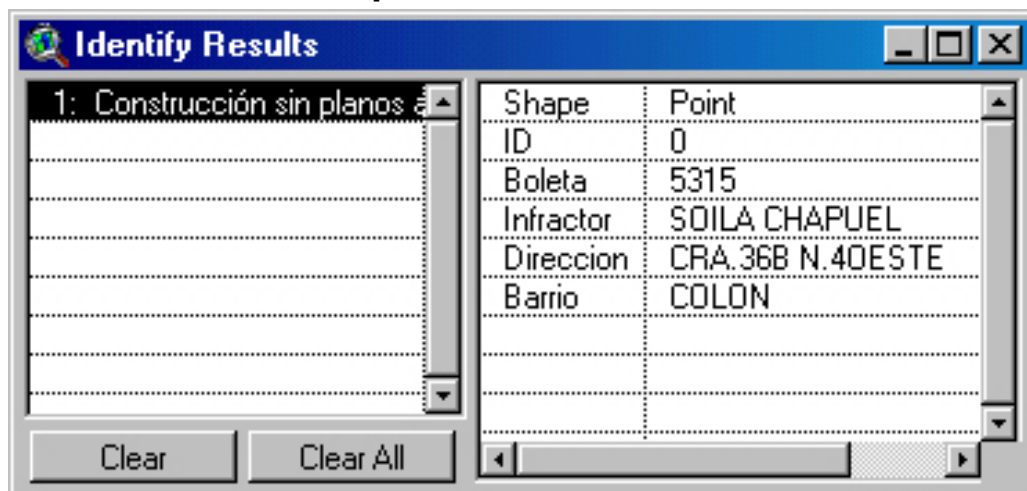 Identify Results
1: Construcción sin planos a
Shape Point
ID 0
Boleta 5315
Infractor SOILA CHAPUEL
Direccion CRA.36B N.4OESTE
Barrio COLON
Clear Clear All